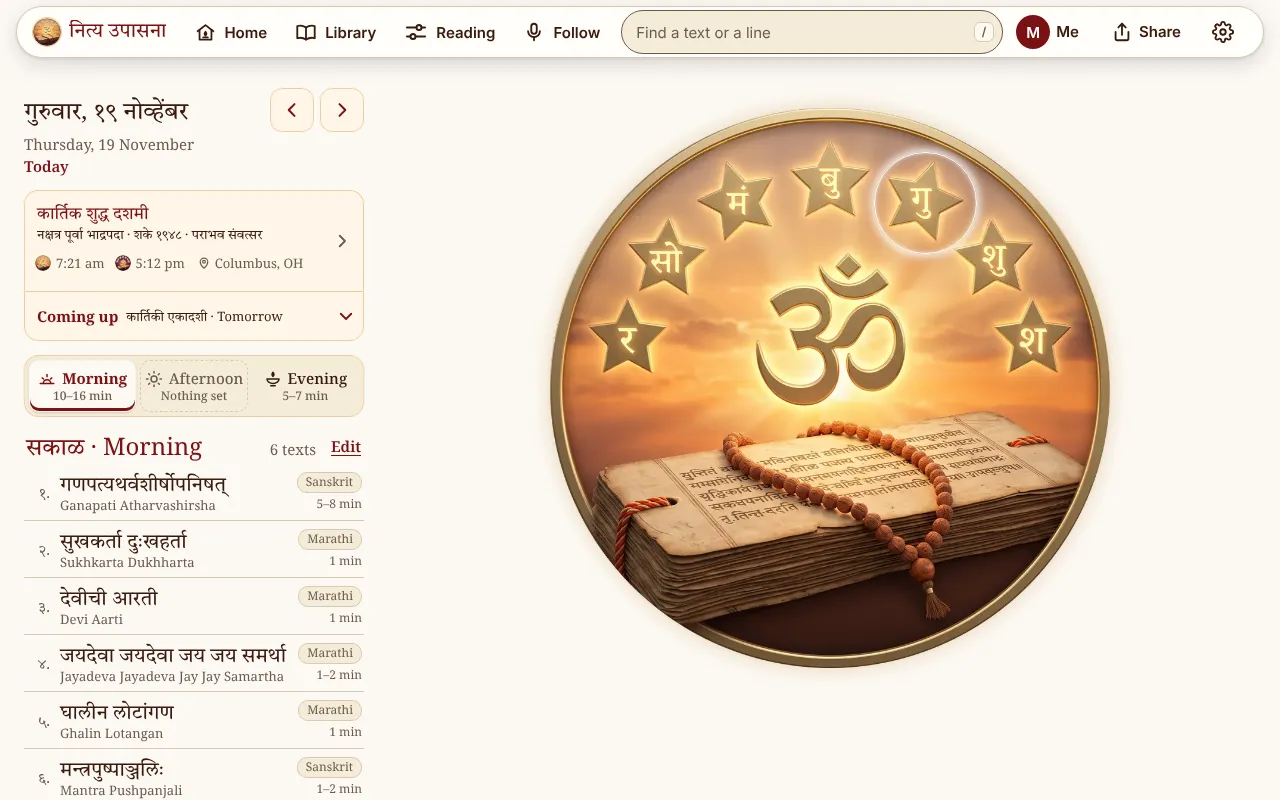 नित्य उपासना
Home
Library
Reading
Follow
Find a text or a line
/
M
Me
Share
गुरुवार, १९ नोव्हेंबर
Thursday, 19 November
Today
कार्तिक शुद्ध दशमी
नक्षत्र पूर्वा भाद्रपदा · शके १९४८ · पराभव संवत्सर
7:21 am 5:12 pm Columbus, OH
Coming up कार्तिकी एकादशी · Tomorrow
Morning
10–16 min
Afternoon
Nothing set
Evening
5–7 min
सकाळ · Morning
6 texts
Edit
१. गणपत्यथर्वशीर्षोपनिषत्
Sanskrit
Ganapati Atharvashirsha
5–8 min
२. सुखकर्ता दुःखहर्ता
Marathi
Sukhkarta Dukhharta
1 min
३. देवीची आरती
Marathi
Devi Aarti
1 min
४. जयदेवा जयदेवा जय जय समर्था
Marathi
Jayadeva Jayadeva Jay Jay Samartha
1–2 min
५. घालीन लोटांगण
Marathi
Ghalin Lotangan
1 min
६. मन्त्रपुष्पाञ्जलिः
Sanskrit
Mantra Pushpanjali
1–2 min
र
सो
मं
बु
गु
शु
श
ॐ